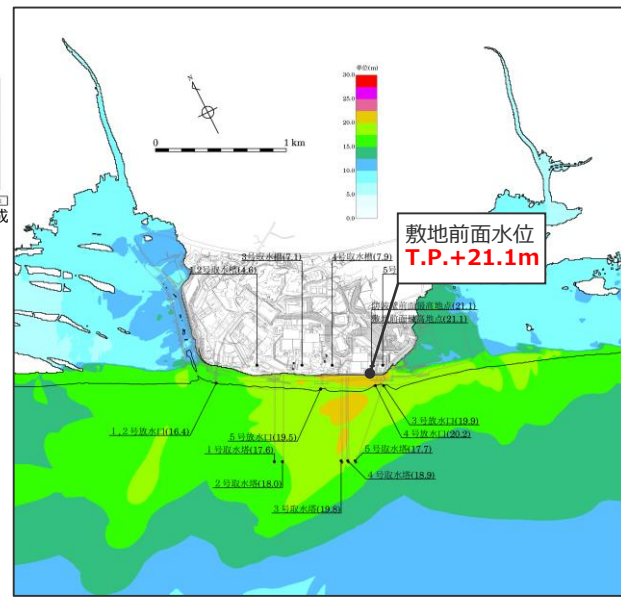 単位(m)
30.0
25.0
20.0
15.0
10.0
5.0
0.0
N
0
1 km
成
敷地前面水位
T.P.+21.1m
3号取水槽(7.1)
4号取水槽(7.9)
1,2号取水槽(4.6)
5号
防波壁前面最高地点(21.1)
敷地前面最高地点(21.1)
1,2号放水口(16.4)
5号放水口(19.5)
3号放水口(19.9)
4号放水口(20.2)
1号取水塔(17.6)
5号取水塔(17.7)
2号取水塔(18.0)
4号取水塔(18.9)
3号取水塔(19.8)